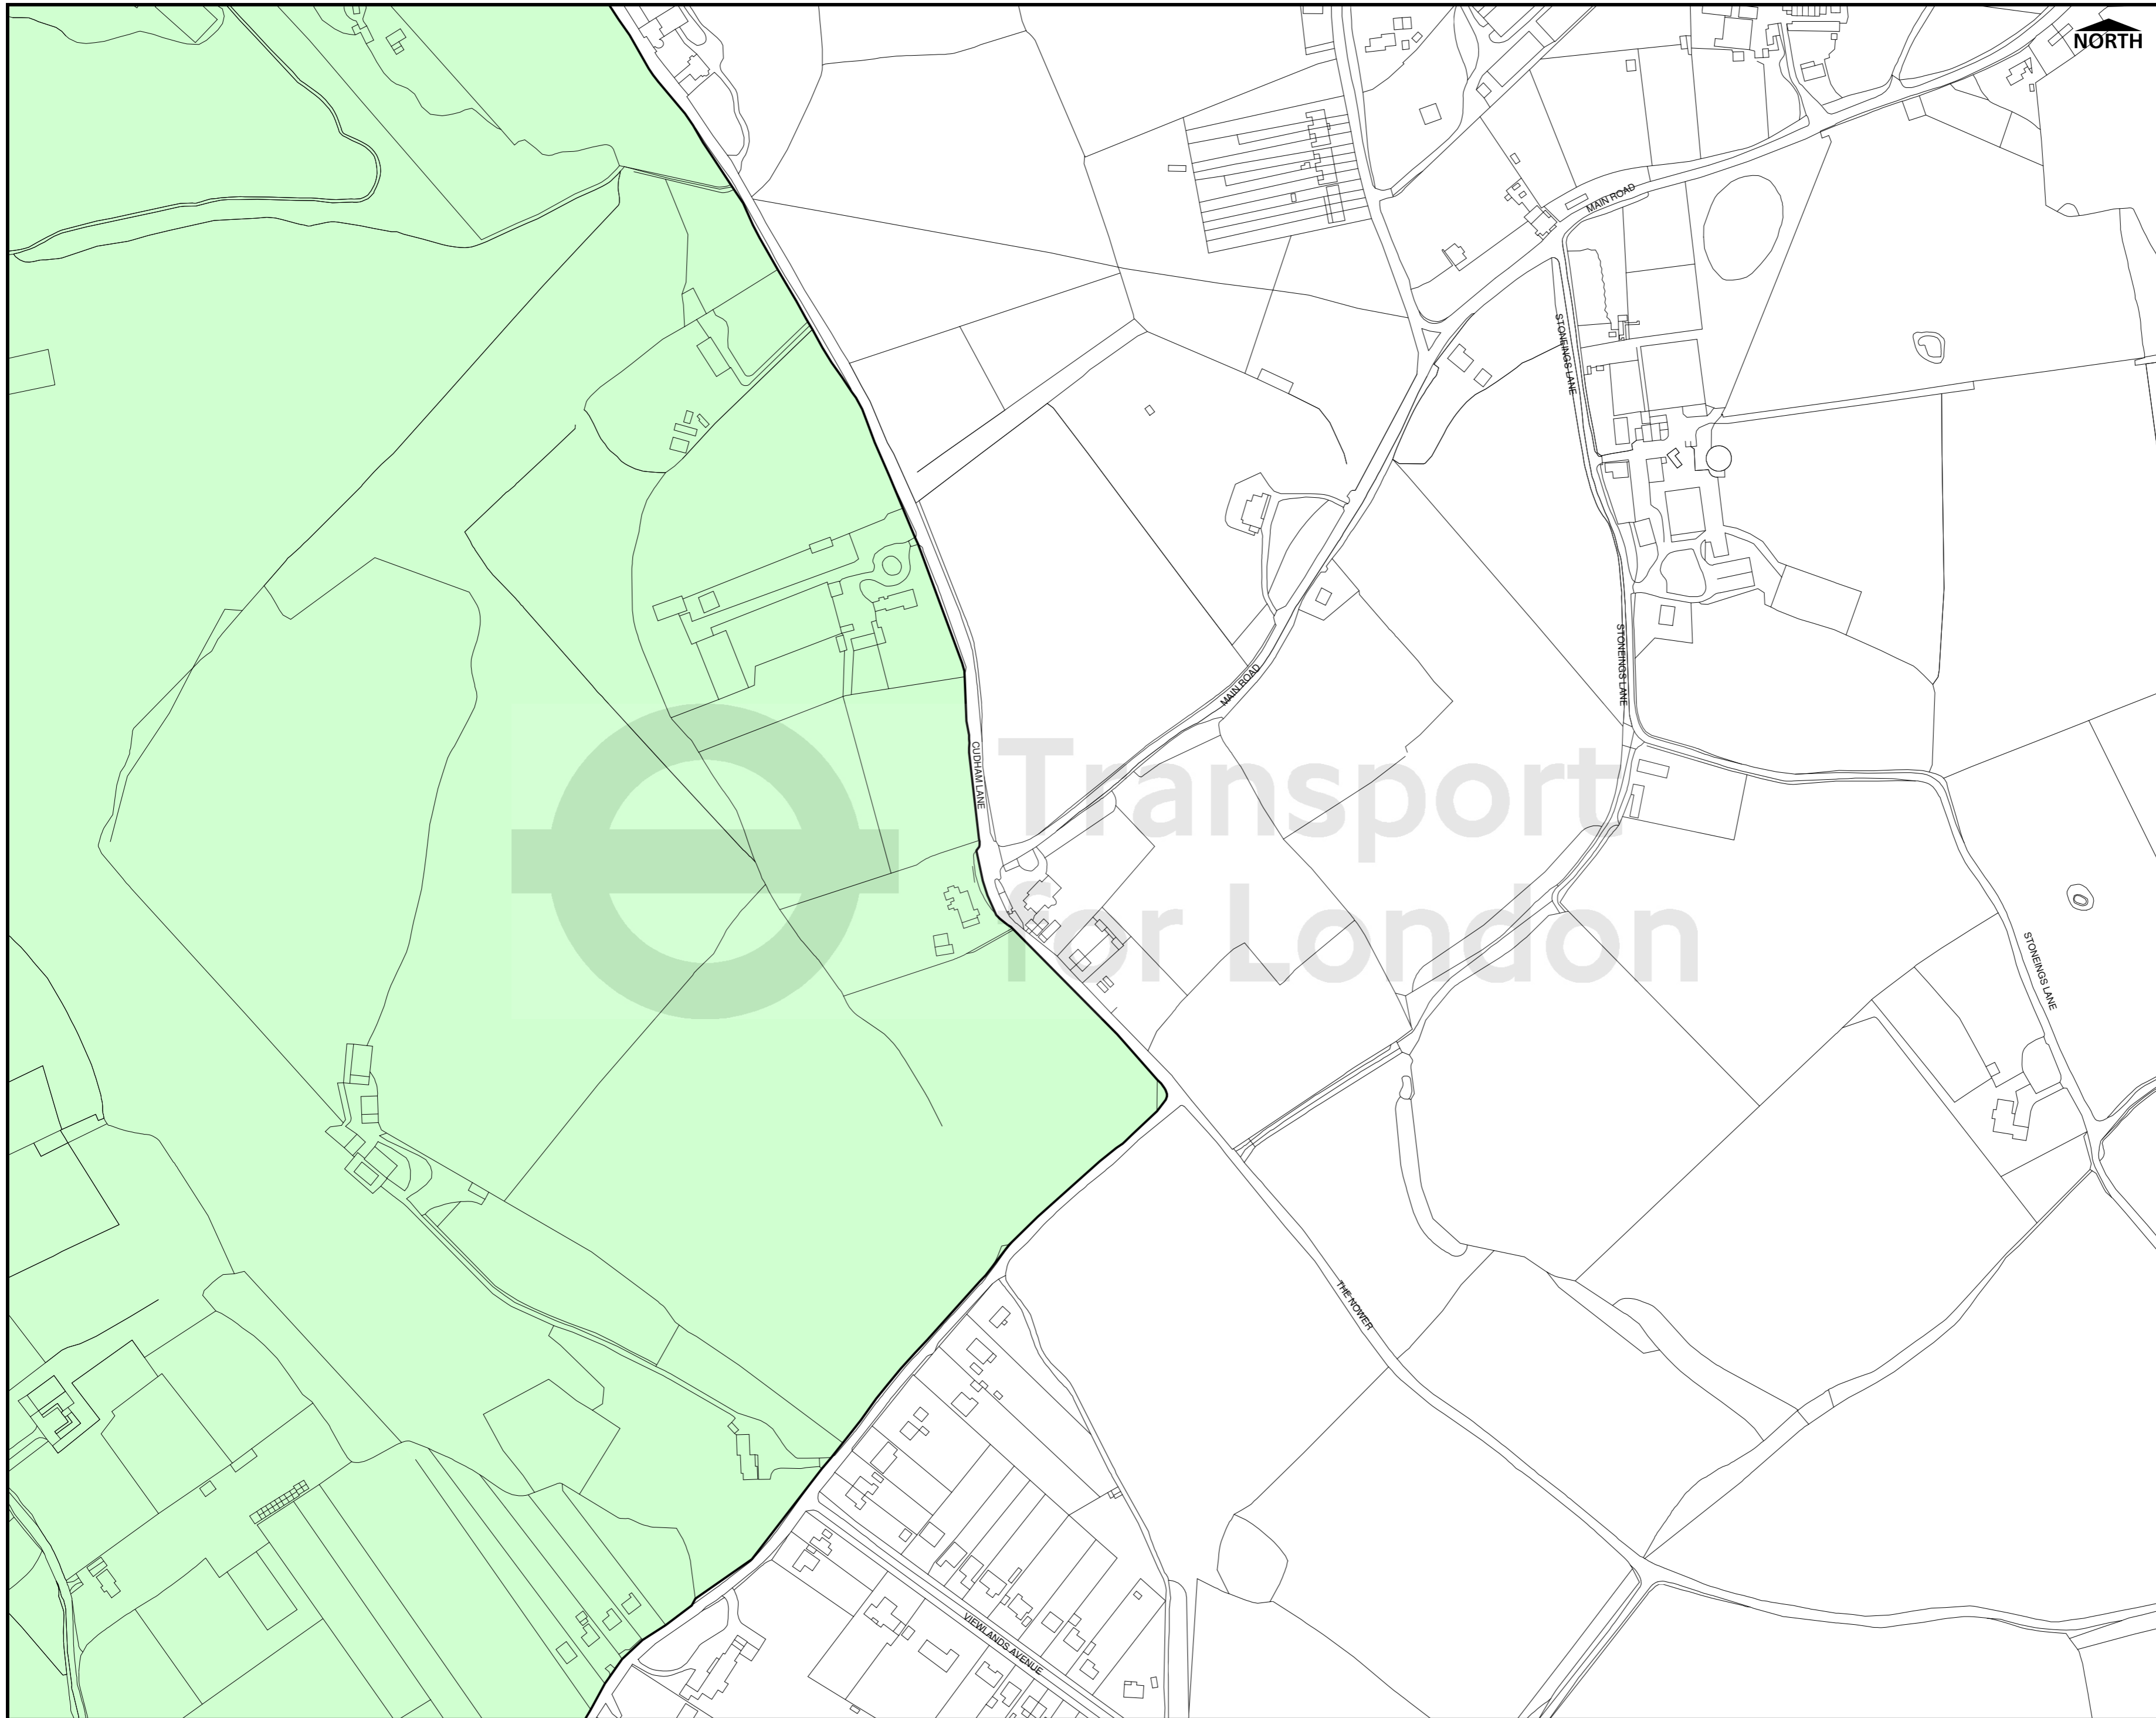 NORTH
MAIN ROAD
STONEINGS LANE
STONEINGS LANE
MAIN ROAD
CUDHAM LANE
Transport
for London
STONEINGS LANE
THE NOWER
VIEWLANDS AVENUE